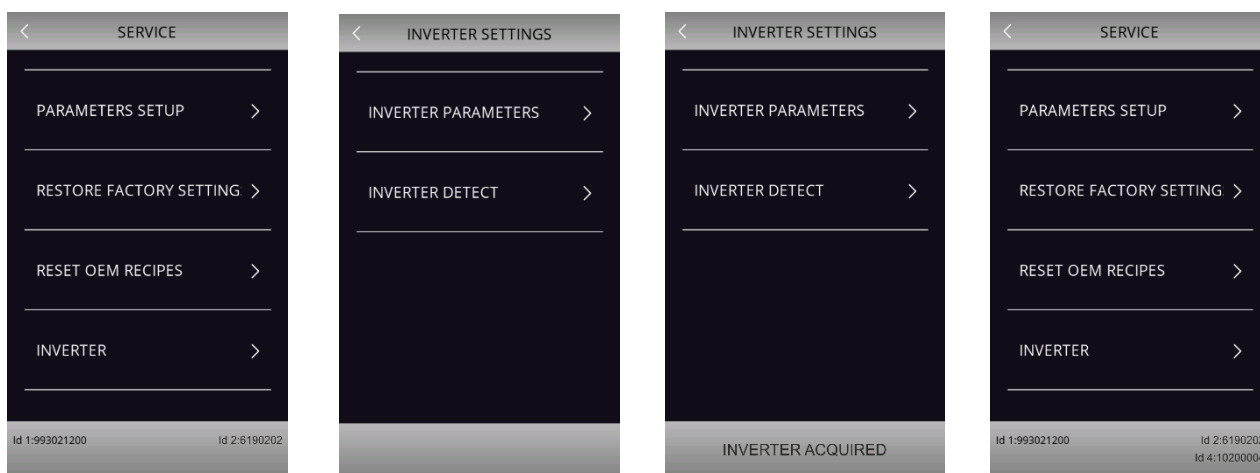 SERVICE
PARAMETERS SETUP
RESTORE FACTORY SETTING
RESET OEM RECIPES
INVERTER
Id 1:993021200 Id 2:6190202
INVERTER SETTINGS
INVERTER PARAMETERS
INVERTER DETECT
INVERTER SETTINGS
INVERTER PARAMETERS
INVERTER DETECT
INVERTER ACQUIRED
SERVICE
PARAMETERS SETUP
RESTORE FACTORY SETTING
RESET OEM RECIPES
INVERTER
Id 1:993021200 Id 2:6190202
Id 4:1020000